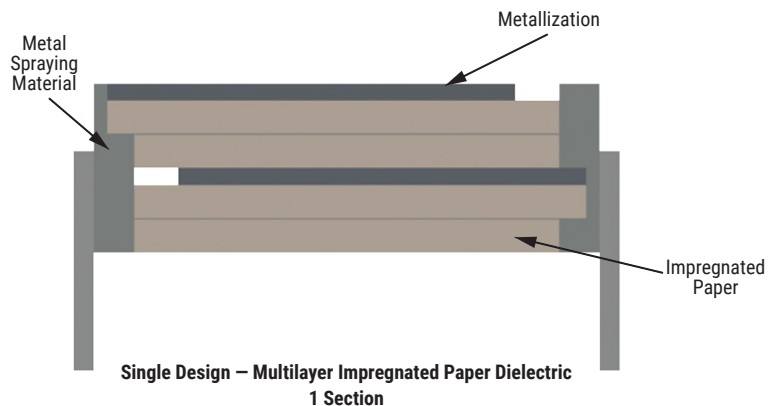 Metallization
Metal
Spraying
Material
Impregnated
Paper
Single Design — Multilayer Impregnated Paper Dielectric
1 Section